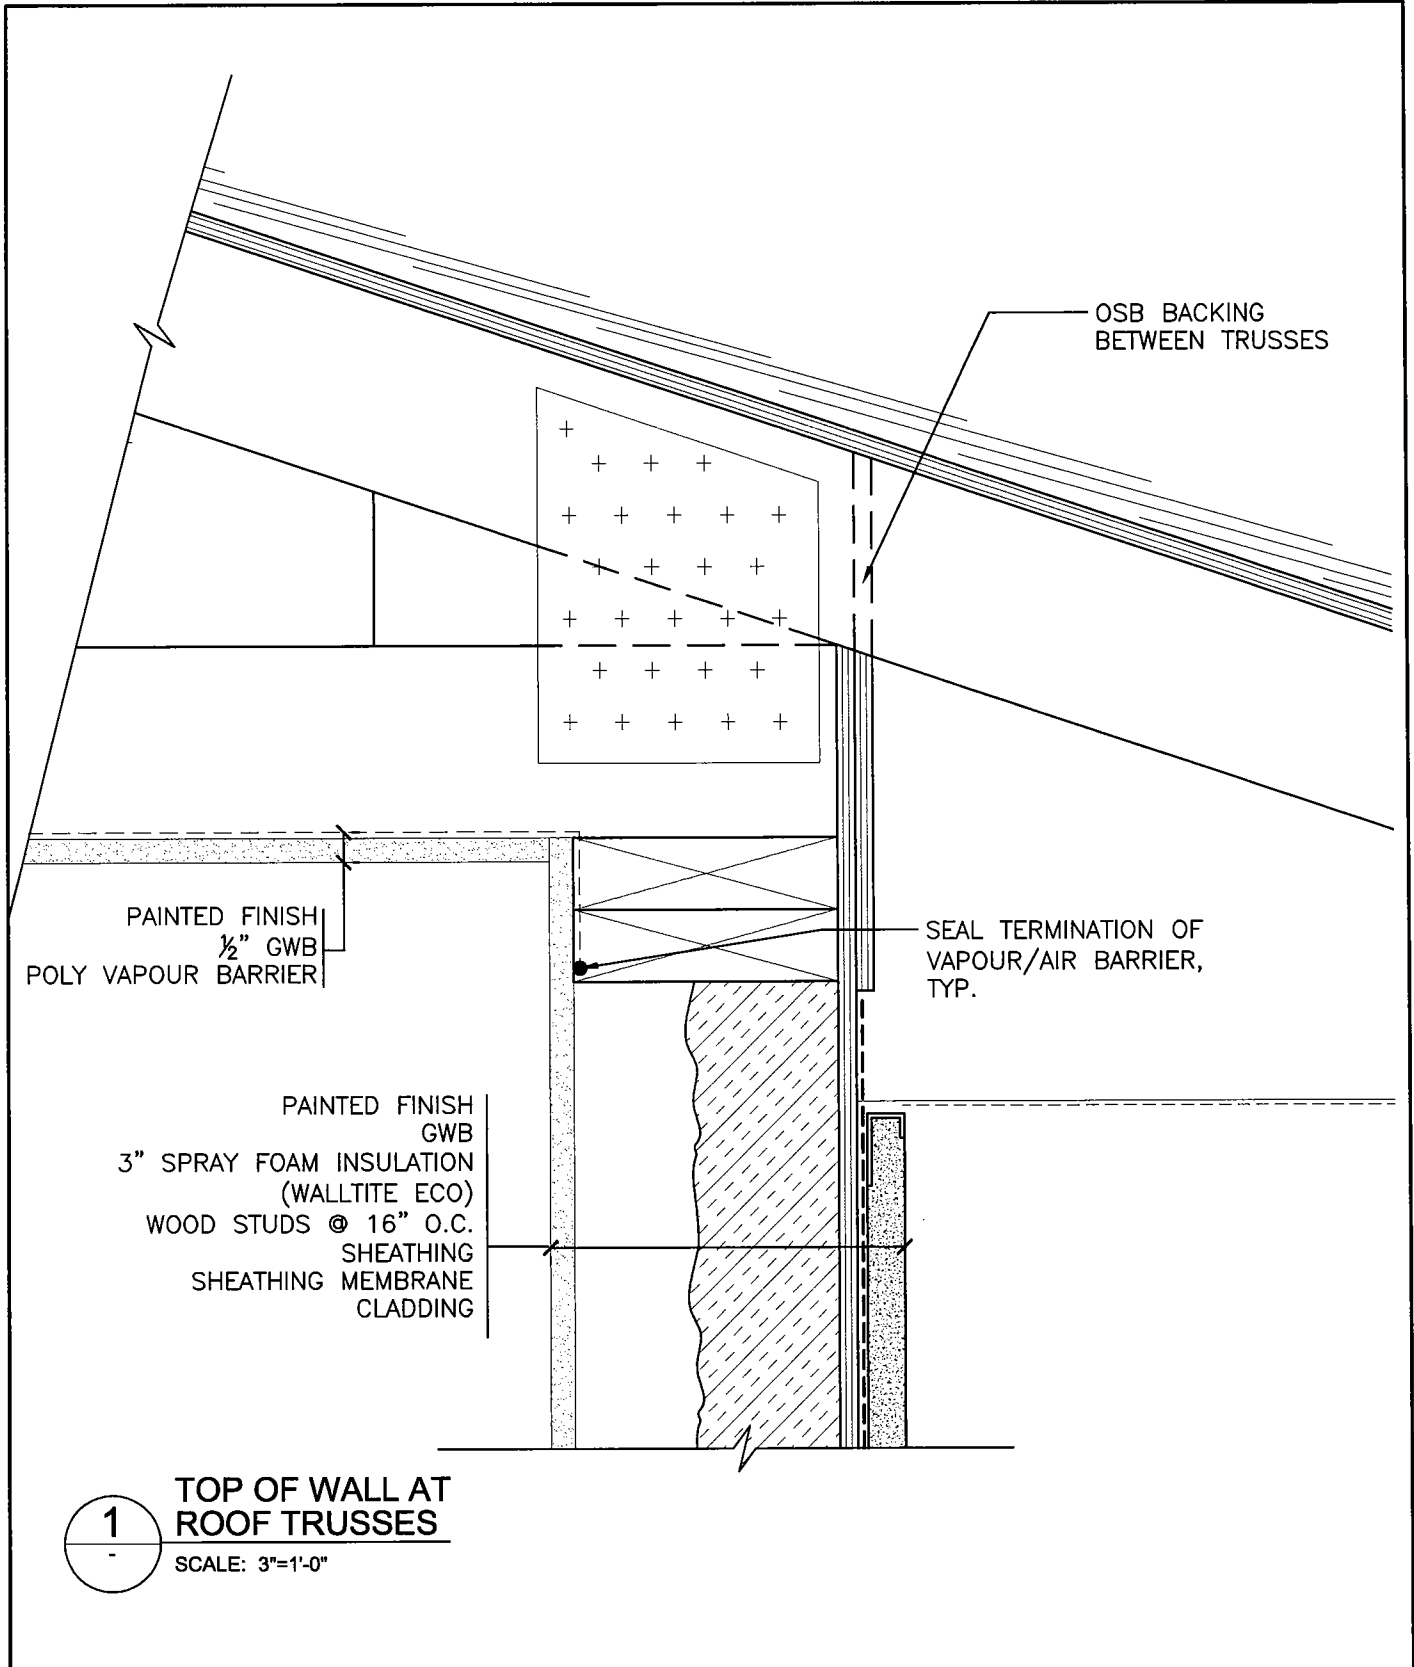 OSB BACKING
BETWEEN TRUSSES
PAINTED FINISH
½" GWB
POLY VAPOUR BARRIER
SEAL TERMINATION OF
VAPOUR/AIR BARRIER,
TYP.
PAINTED FINISH
GWB
3" SPRAY FOAM INSULATION
(WALLTITE ECO)
WOOD STUDS @ 16" O.C.
SHEATHING
SHEATHING MEMBRANE
CLADDING
1
-
TOP OF WALL AT
ROOF TRUSSES
SCALE: 3"=1'-0"